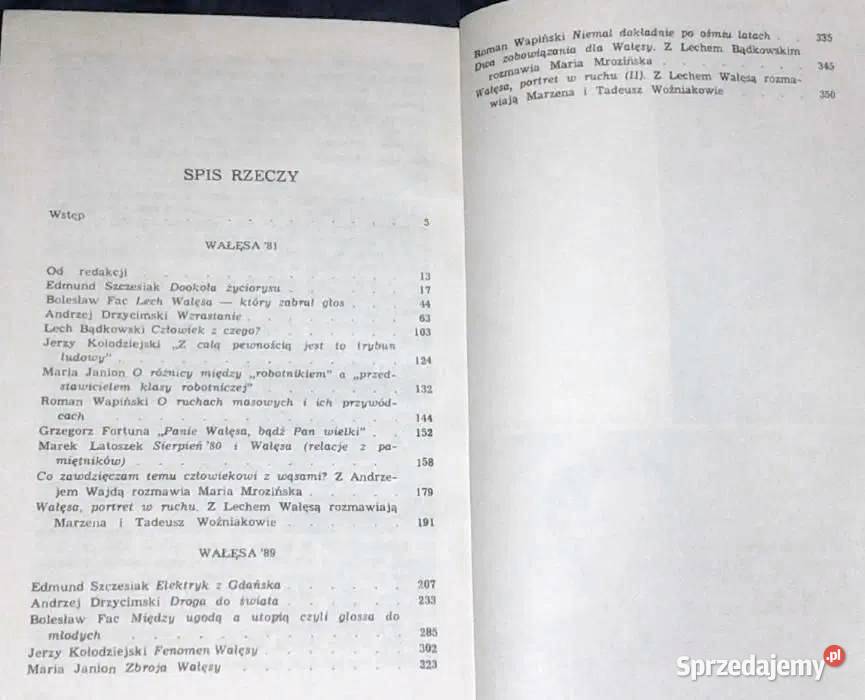 SPIS RZECZY
Wstęp . . . . . . . . . . 5
WAŁĘSA '81
Od redakcji . . . . . . . . 13
Edmund Szczesiak Dookoła życiorysu . . . . 17
Bolesław Fac Lech Wałęsa — który zabrał głos . . 44
Andrzej Drzycimski Wzrastanie . . . . . 63
Lech Bądkowski Człowiek z czego? . . . . 103
Jerzy Kołodziejski „Z całą pewnością jest to trybun
ludowy" . . . . . . . . 124
Maria Janion O różnicy między „robotnikiem" a „przed-
stawicielem klasy robotniczej" . . . . . 132
Roman Wapiński O ruchach masowych i ich przywód-
cach . . . . . . . . . 144
Grzegorz Fortuna „Panie Wałęsa, bądź Pan wielki" . . 152
Marek Latoszek Sierpień '80 i Wałęsa (relacje z pa-
miętników) . . . . . . . . 158
Co zawdzięczam temu człowiekowi z wąsami? Z Andrze-
jem Wajdą rozmawia Maria Mrozińska . . . . 179
Wałęsa, portret w ruchu. Z Lechem Wałęsą rozmawiają
Marzena i Tadeusz Woźniakowie . . . . . 191
WAŁĘSA '89
Edmund Szczesiak Elektryk z Gdańska . . . . 207
Andrzej Drzycimski Droga do świata . . . . 233
Bolesław Fac Między ugodą a utopią czyli glossa do
młodych . . . . . . . . 285
Jerzy Kołodziejski Fenomen Wałęsy . . . . 302
Maria Janion Zbroja Wałęsy . . . . . 323
Roman Wapiński Niemal dokładnie po ośmiu latach . . 335
Dwa zobowiązania dla Wałęsy. Z Lechem Bądkowskim
rozmawia Maria Mrozińska . . . . . . 345
Wałęsa, portret w ruchu (II). Z Lechem Wałęsą rozma-
wiają Marzena i Tadeusz Woźniakowie . . . 350
Sprzedajemy.pl